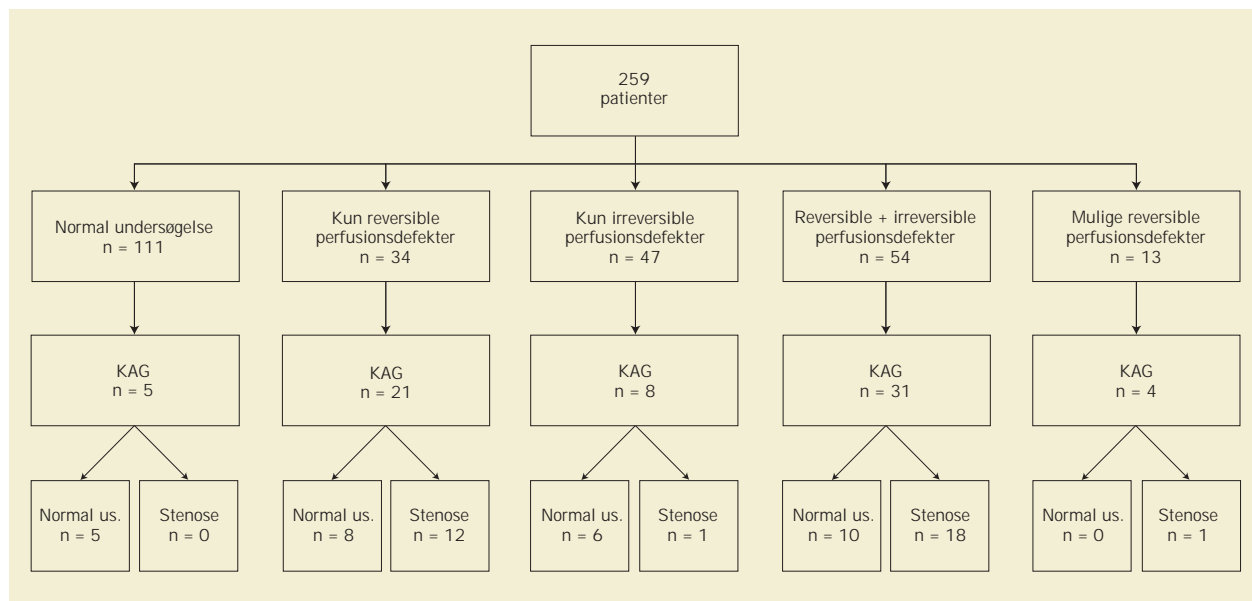 259
patienter
Normal undersøgelse
n = 111
Kun reversible
perfusionsdefekter
n = 34
Kun irreversible
perfusionsdefekter
n = 47
Reversible + irreversible
perfusionsdefekter
n = 54
Mulige reversible
perfusionsdefekter
n = 13
KAG
n = 5
KAG
n = 21
KAG
n = 8
KAG
n = 31
KAG
n = 4
Normal us.
n = 5
Stenose
n = 0
Normal us.
n = 8
Stenose
n = 12
Normal us.
n = 6
Stenose
n = 1
Normal us.
n = 10
Stenose
n = 18
Normal us.
n = 0
Stenose
n = 1